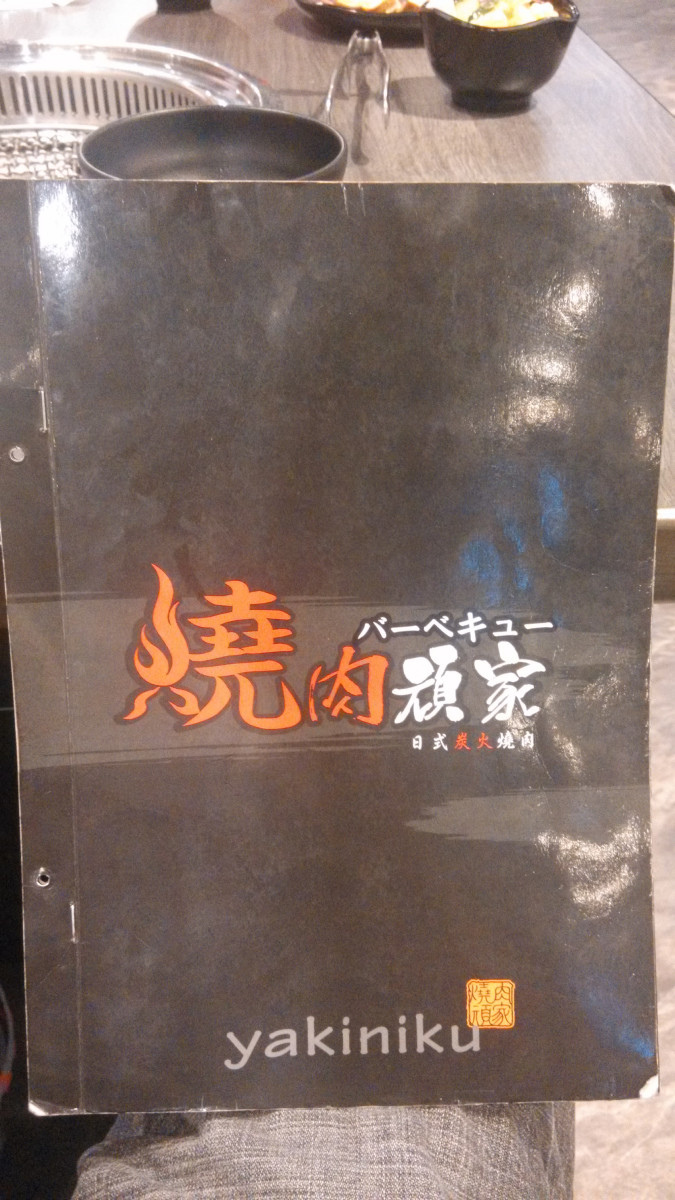 バーベキュー
燒肉頑家
日式炭火燒肉
燒肉
頑家
yakiniku